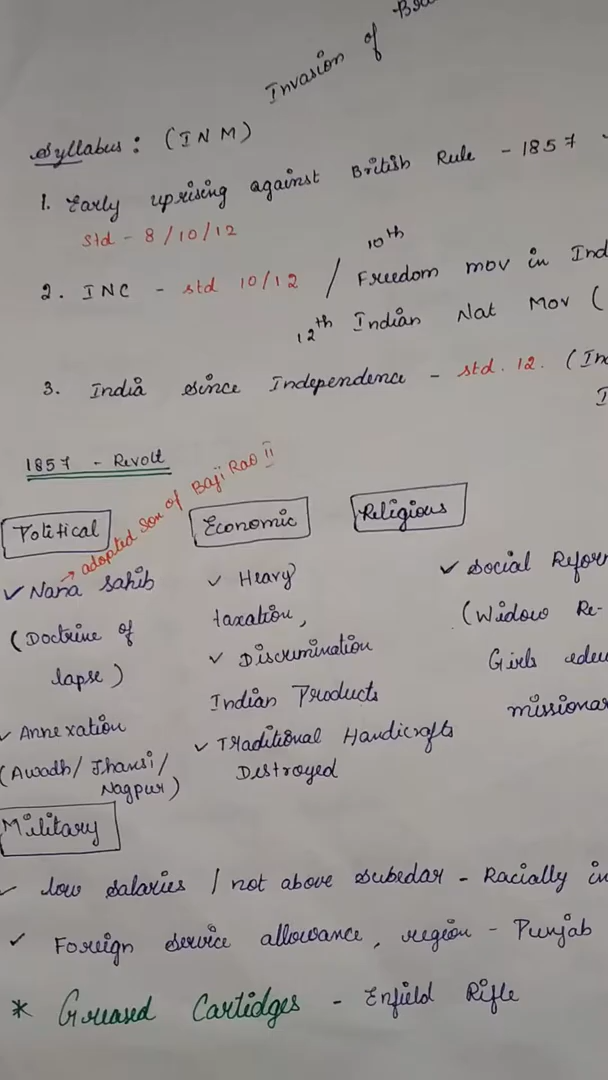 Invasion of
Syllabus : (INM)
1. Early uprising against British Rule - 1857
std - 8/10/12
2. INC - std 10/12 / 10th Freedom mov in Ind
12th Indian Nat Mov (
3. India since Independence - std. 12. (In
I
1857 - Revolt
→ adopted son of Baji Rao II
Political
✓ Nana Sahib
(Doctrine of
lapse)
✓ Annexation
(Awadh/ Jhansi/
Nagpur)
Economic
✓ Heavy
taxation,
✓ Discrimination
Indian Products
✓ Traditional Handicrafts
Destroyed
Religious
✓ Social Refor
(Widow Re-
Girls
missionar
Military
✓ low salaries / not above subedar - Racially in
✓ Foreign service allowance, region - Punjab
* Greased Cartidges - Enfield Rifle